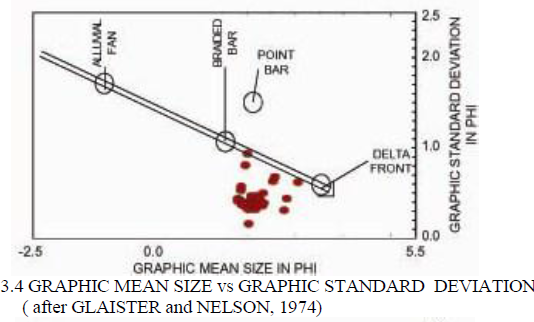 2.5
ALLUVIAL
FAN
BRAIDED
BAR
POINT
BAR
2.0
1.0
DELTA
FRONT
0.0
GRAPHIC STANDARD DEVIATION
IN PHI
-2.5
0.0
5.5
GRAPHIC MEAN SIZE IN PHI
3.4 GRAPHIC MEAN SIZE vs GRAPHIC STANDARD DEVIATION
( after GLAISTER and NELSON, 1974)